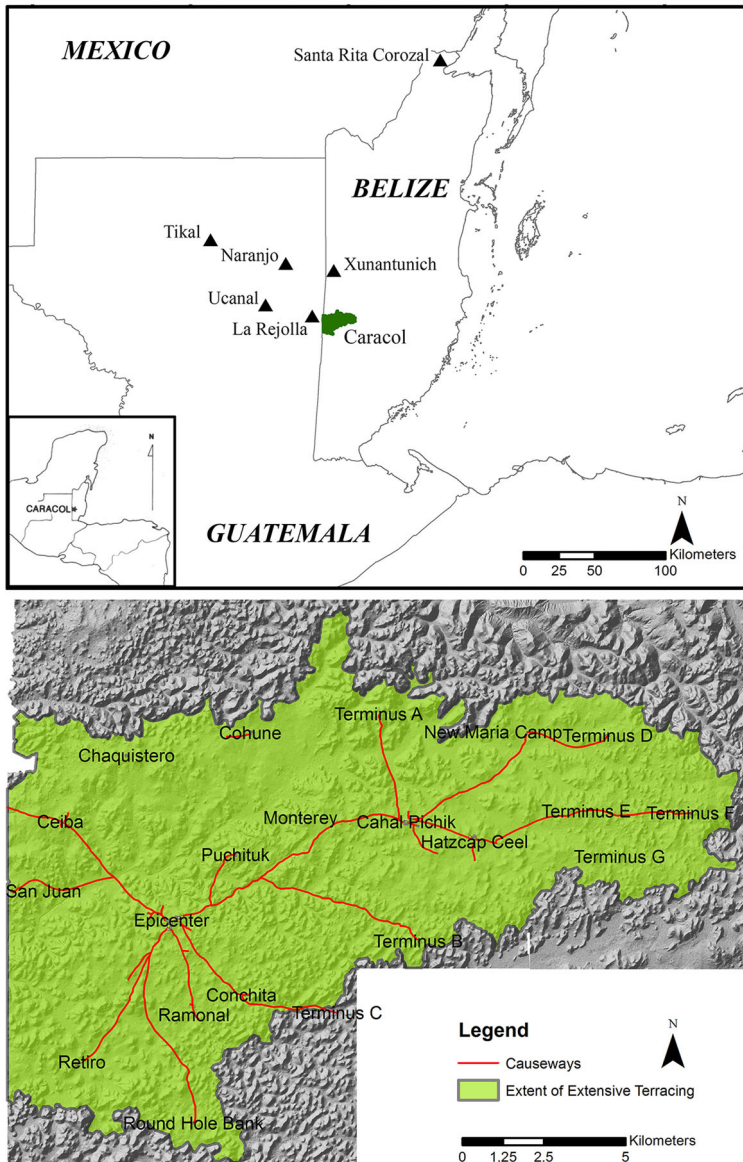 MEXICO
Santa Rita Corozal
BELIZE
Tikal
Naranjo
Xunantunich
Ucanal
La Rejolla
Caracol
N
CARACOL
GUATEMALA
N
Kilometers
0 25 50 100
Terminus A
Cohune
New Maria Camp
Terminus D
Chaquistero
Ceiba
Monterey
Cahal Pichik
Terminus E
Terminus F
Hatzcap Ceel
Puchituk
Terminus G
San Juan
Epicenter
Terminus B
Conchita
Ramonal
Terminus C
Retiro
Round Hole Bank
Legend
N
Causeways
Extent of Extensive Terracing
Kilometers
0 1.25 2.5 5